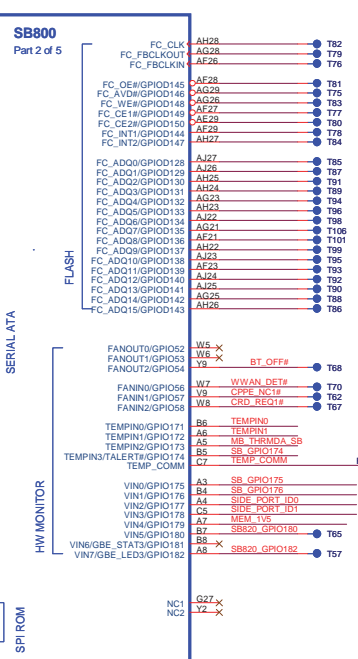 SB800
Part 2 of 5
FC_CLK AH28 T82
FC_FBCLKOUT AG28 T79
FC_FBCLKIN AF26 T76
FC_OE#/GPIOD145 AF28 T81
FC_AVD#/GPIOD146 AG29 T75
FC_WE#/GPIOD148 AG26 T83
FC_CE1#/GPIOD149 AF27 T77
FC_CE2#/GPIOD150 AE29 T80
FC_INT1/GPIOD144 AF29 T78
FC_INT2/GPIOD147 AH27 T84
FC_ADQ0/GPIOD128 AJ27 T85
FC_ADQ1/GPIOD129 AJ26 T87
FC_ADQ2/GPIOD130 AH25 T91
FC_ADQ3/GPIOD131 AH24 T89
FC_ADQ4/GPIOD132 AG23 T94
FC_ADQ5/GPIOD133 AH23 T96
FC_ADQ6/GPIOD134 AJ22 T98
FC_ADQ7/GPIOD135 AG21 T106
FC_ADQ8/GPIOD136 AF21 T101
FC_ADQ9/GPIOD137 AH22 T99
FC_ADQ10/GPIOD138 AJ23 T95
FC_ADQ11/GPIOD139 AF23 T93
FC_ADQ12/GPIOD140 AJ24 T92
FC_ADQ13/GPIOD141 AJ25 T90
FC_ADQ14/GPIOD142 AG25 T88
FC_ADQ15/GPIOD143 AH26 T86
FLASH
SERIAL ATA
FANOUT0/GPIO52 W5
FANOUT1/GPIO53 W6
FANOUT2/GPIO54 Y9 BT_OFF# T68
FANIN0/GPIO56 W7 WWAN_DET# T70
FANIN1/GPIO57 V9 CPPE_NC1# T62
FANIN2/GPIO58 W8 CRD_REQ1# T67
TEMPIN0/GPIO171 B6 TEMPIN0
TEMPIN1/GPIO172 A6 TEMPIN1
TEMPIN2/GPIO173 A5 MB_THRMDA_SB
TEMPIN3/TALERT#/GPIO174 B5 SB_GPIO174
TEMP_COMM C7 TEMP_COMM
VIN0/GPIO175 A3 SB_GPIO175
VIN1/GPIO176 B4 SB_GPIO176
VIN2/GPIO177 A4 SIDE_PORT_ID0
VIN3/GPIO178 C5 SIDE_PORT_ID1
VIN4/GPIO179 A7 MEM_1V5
VIN5/GPIO180 B7 SB820_GPIO180 T65
VIN6/GBE_STAT3/GPIO181 B8
VIN7/GBE_LED3/GPIO182 A8 SB820_GPIO182 T57
HW MONITOR
NC1 G27
NC2 Y2
SPI ROM